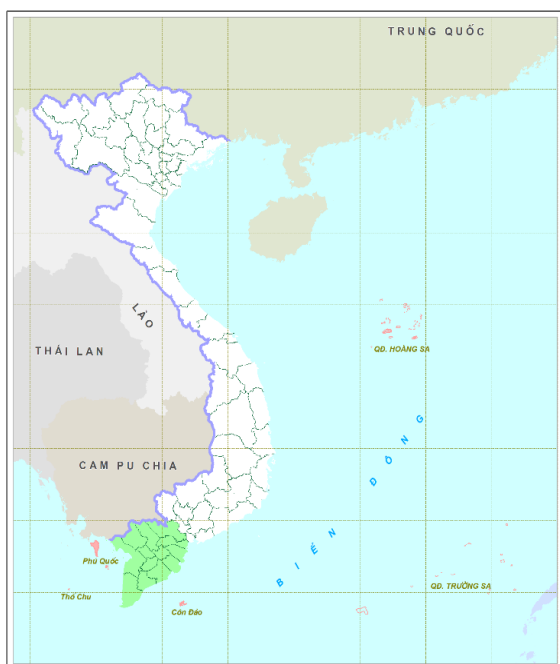 TRUNG QUỐC
LÀO
QĐ. HOÀNG SA
THÁI LAN
CAM PU CHIA
BIỂN ĐÔNG
Phú Quốc
QĐ. TRƯỜNG SA
Thổ Chu
Côn Đảo